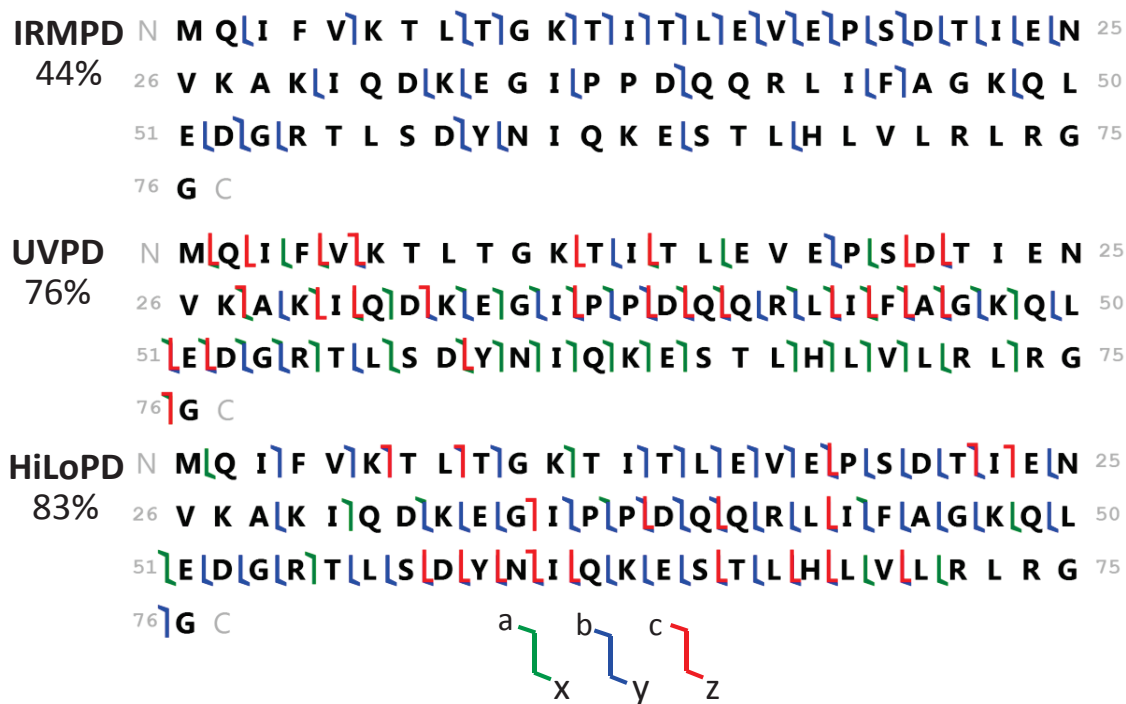 IRMPD N M Q I F V K T L T G K T I T L E V E P S D T I E N 25
44% 26 V K A K I Q D K E G I P P D Q Q R L I F A G K Q L 50
51 E D G R T L S D Y N I Q K E S T L H L V L R L R G 75
76 G C
UVPD N M Q I F V K T L T G K T I T L E V E P S D T I E N 25
76% 26 V K A K I Q D K E G I P P D Q Q R L I F A G K Q L 50
51 E D G R T L S D Y N I Q K E S T L H L V L R L R G 75
76 G C
HiLoPD N M Q I F V K T L T G K T I T L E V E P S D T I E N 25
83% 26 V K A K I Q D K E G I P P D Q Q R L I F A G K Q L 50
51 E D G R T L S D Y N I Q K E S T L H L V L R L R G 75
76 G C
a b c
x y z